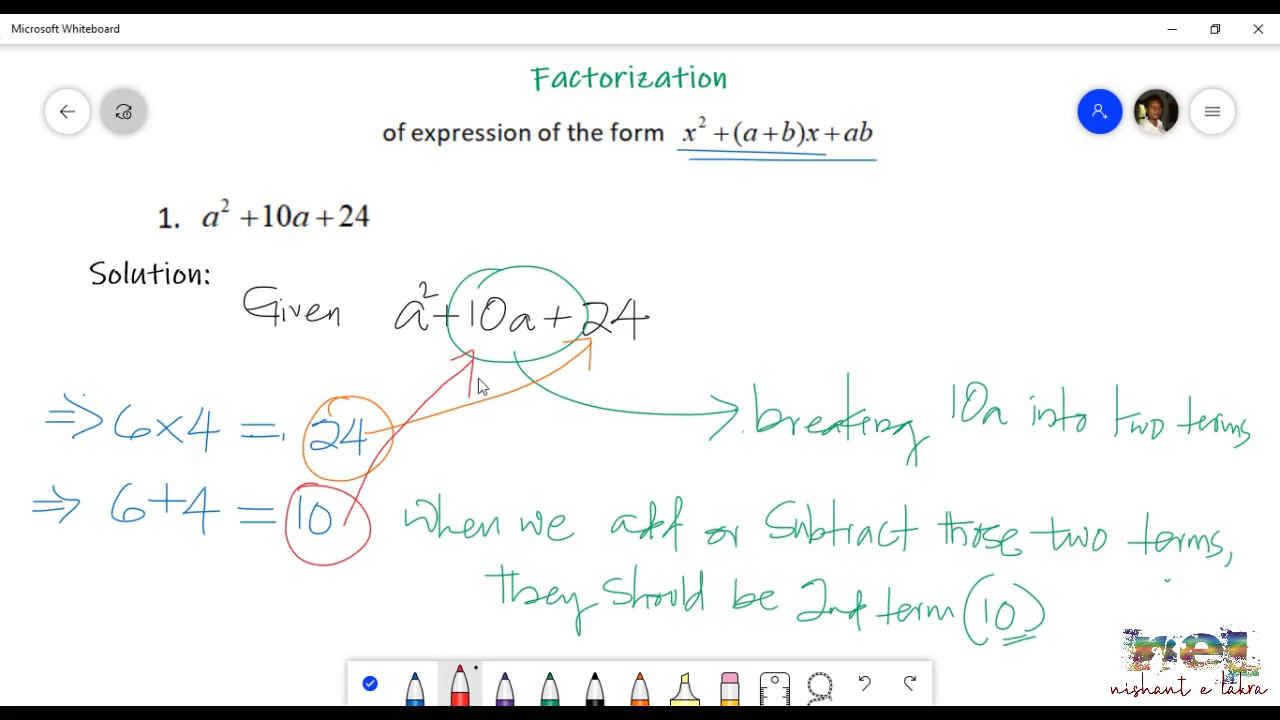 Microsoft Whiteboard
Factorization
of expression of the form x² + (a+b)x + ab
1. a² + 10a + 24
Solution:
Given a² + 10a + 24
⇒ 6 × 4 = 24
breaking 10a into two terms
⇒ 6 + 4 = 10
when we add or subtract those two terms,
they should be 2nd term (10)
nel
nishant e lakra